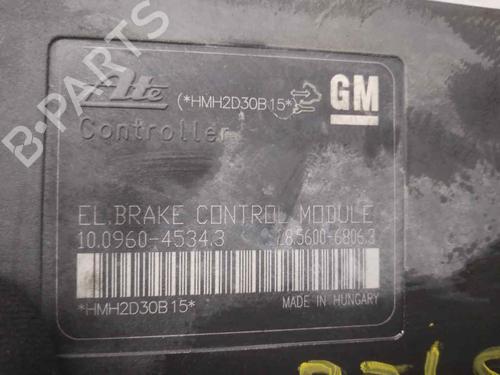 B-PARTS
Ate
(*HMH2D30B15*)
GM
Controller
EL.BRAKE CONTROL MODULE
10.0960-4534.3 28.5600-6806.3
*HMH2D30B15*
MADE IN HUNGARY